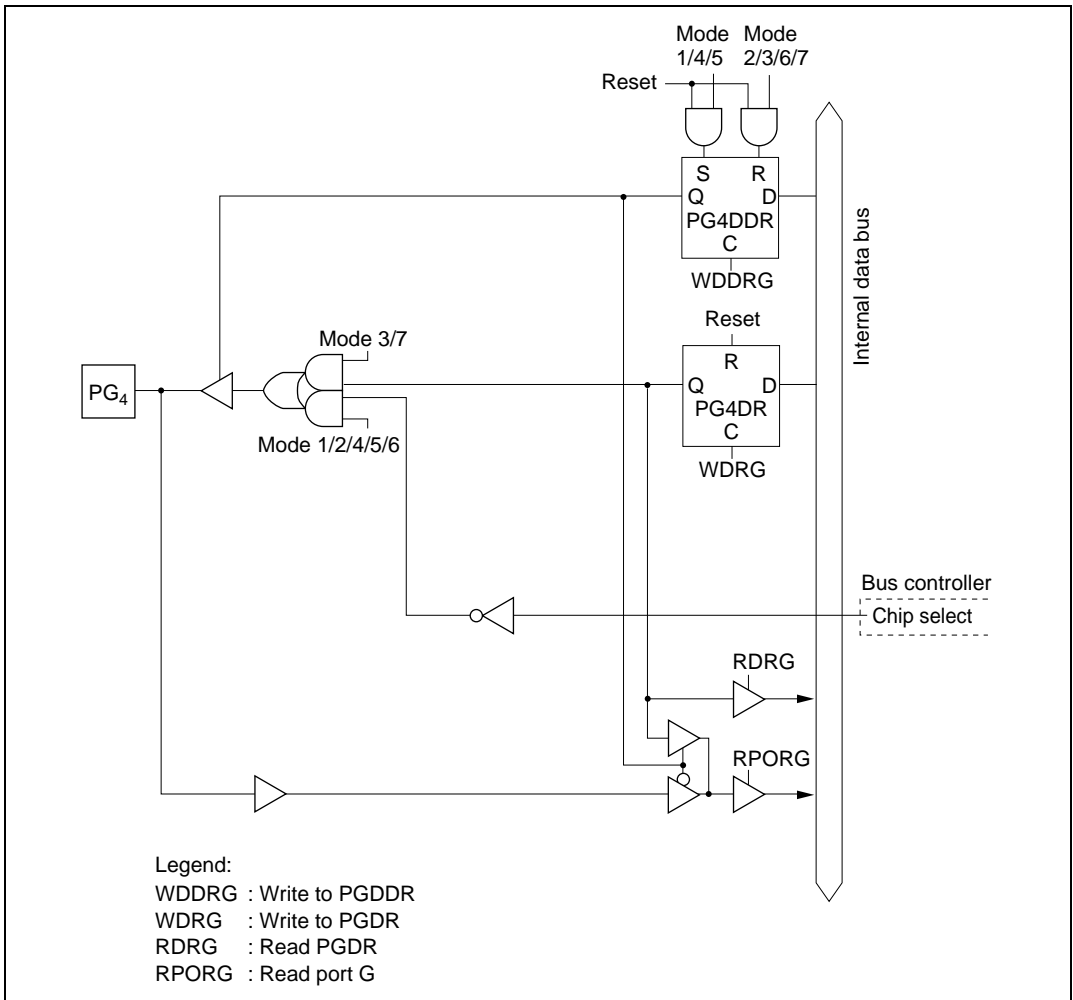 Mode Mode
1/4/5 2/3/6/7
Reset
S R
Q D
PG4DDR
C
WDDRG
Internal data bus
Reset
R
Q D
PG4DR
C
WDRG
Mode 3/7
PG4
Mode 1/2/4/5/6
Bus controller
Chip select
RDRG
RPORG
Legend:
WDDRG : Write to PGDDR
WDRG : Write to PGDR
RDRG : Read PGDR
RPORG : Read port G